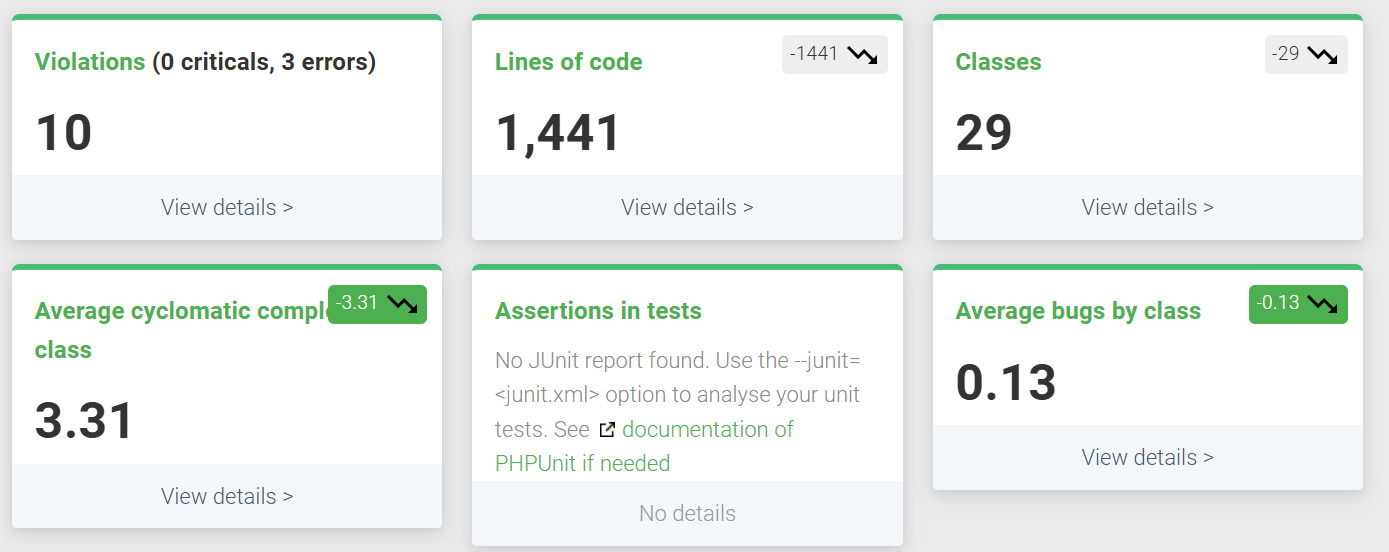 Violations (0 criticals, 3 errors)
10
View details >
Lines of code
-1441
1,441
View details >
Classes
-29
29
View details >
Average cyclomatic compl
-3.31
class
3.31
View details >
Assertions in tests
No JUnit report found. Use the --junit=
<junit.xml> option to analyse your unit
tests. See documentation of
PHPUnit if needed
No details
Average bugs by class
-0.13
0.13
View details >